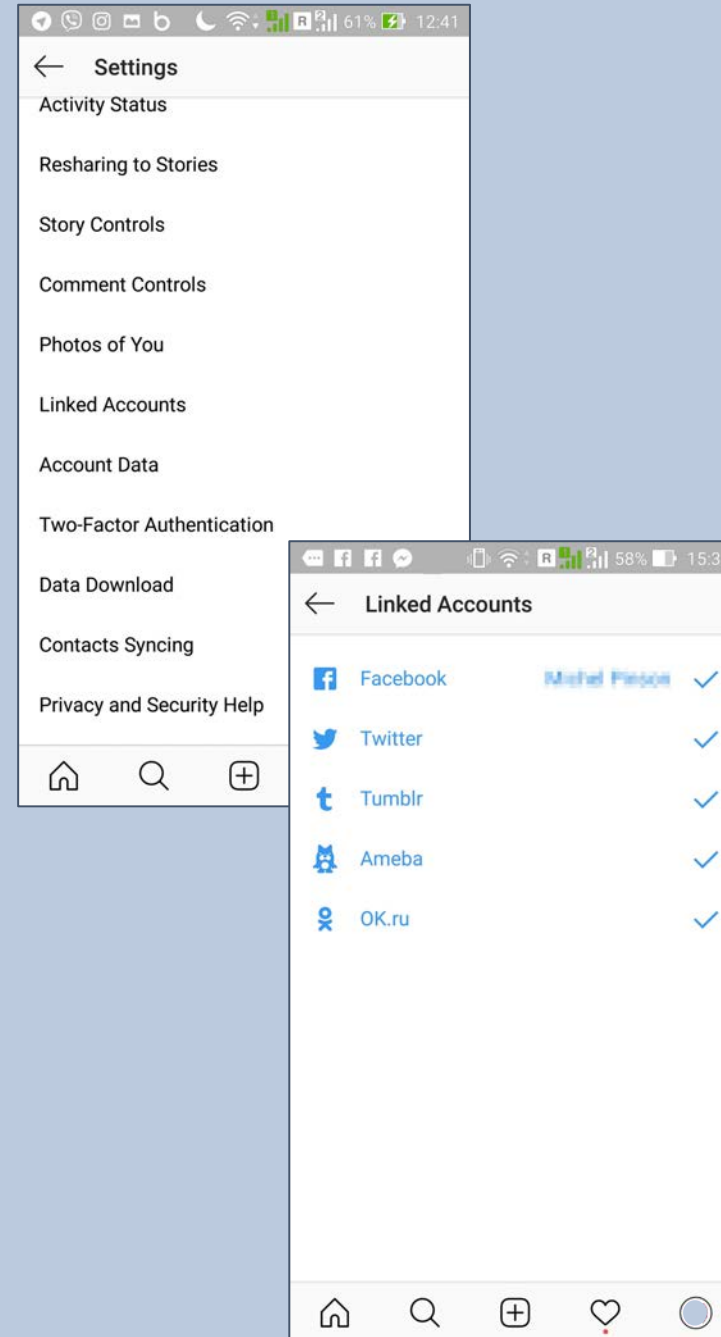 61% 12:41
Settings
Activity Status
Resharing to Stories
Story Controls
Comment Controls
Photos of You
Linked Accounts
Account Data
Two-Factor Authentication
Data Download
Contacts Syncing
Privacy and Security Help
R 58% 15:3
Linked Accounts
Facebook
Twitter
Tumblr
Ameba
OK.ru